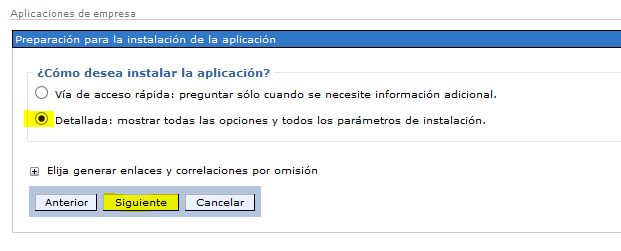 Aplicaciones de empresa
Preparación para la instalación de la aplicación
¿Cómo desea instalar la aplicación?
Vía de acceso rápida: preguntar sólo cuando se necesite información adicional.
Detallada: mostrar todas las opciones y todos los parámetros de instalación.
Elija generar enlaces y correlaciones por omisión
Anterior Siguiente Cancelar